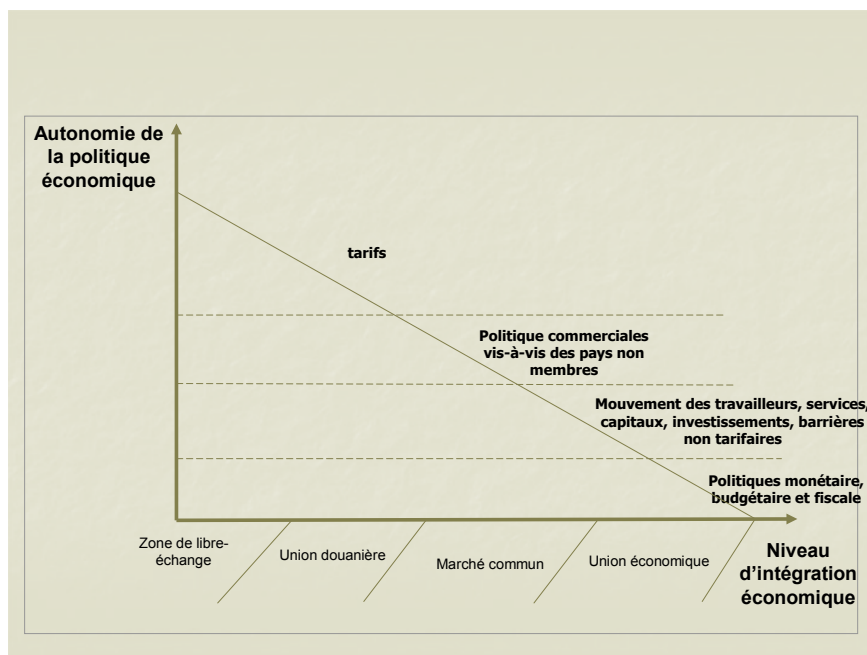 Autonomie de
la politique
économique
tarifs
Politique commerciales
vis-à-vis des pays non
membres
Mouvement des travailleurs, services,
capitaux, investissements, barrières
non tarifaires
Politiques monétaire,
budgétaire et fiscale
Zone de libre-
échange
Union douanière
Marché commun
Union économique
Niveau
d’intégration
économique